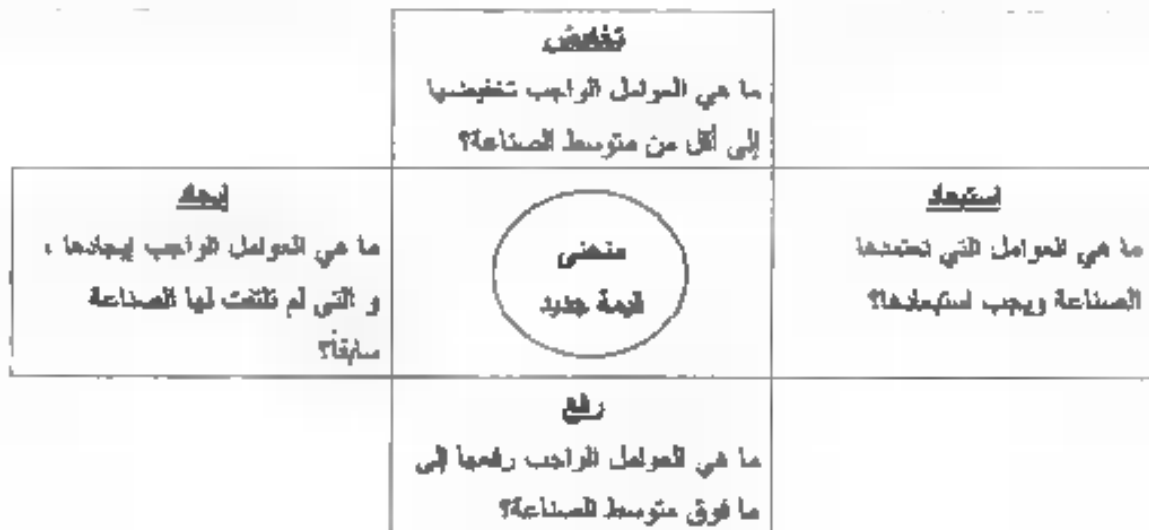 تخفيض
ما هي العوامل الواجب تخفيضها
إلى أقل من متوسط الصناعة؟
استبعاد
ما هي العوامل التي تعتمدها
الصناعة ويجب استبعادها؟
منحنى
قيمة جديد
إيجاد
ما هي العوامل الواجب إيجادها ،
و التي لم تلتفت لها الصناعة
سابقاً؟
رفع
ما هي العوامل الواجب رفعها إلى
ما فوق متوسط الصناعة؟